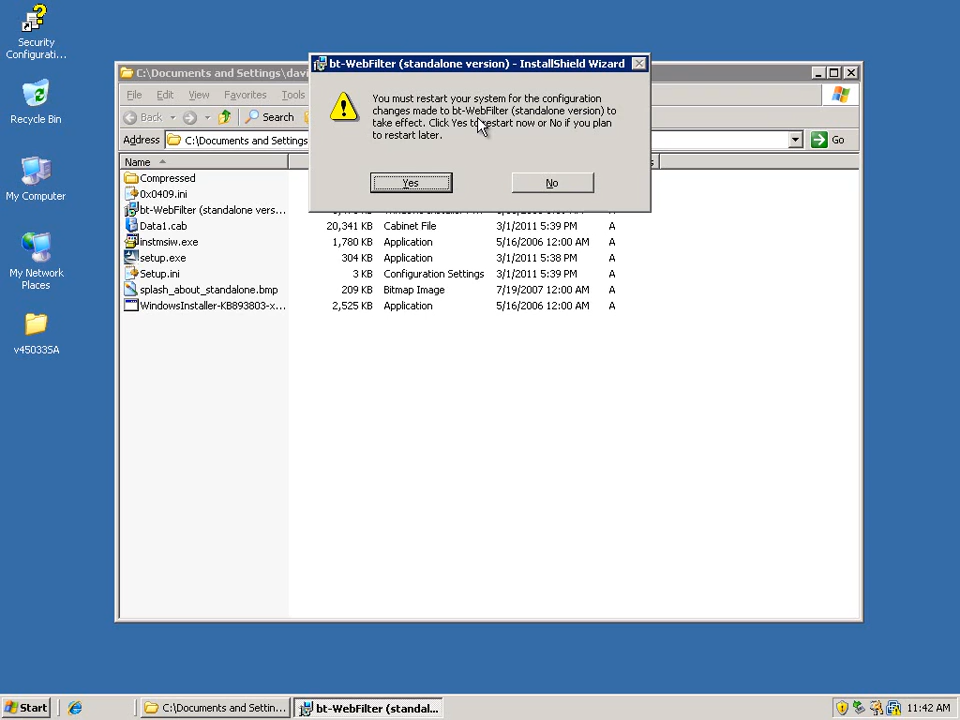 Security
Configurati...
Recycle Bin
My Computer
My Network
Places
v45033SA
C:\Documents and Settings\davi
bt-WebFilter (standalone version) - InstallShield Wizard
You must restart your system for the configuration
changes made to bt-WebFilter (standalone version) to
take effect. Click Yes to restart now or No if you plan
to restart later.
Yes
No
File Edit View Favorites Tools
Back Search
Address C:\Documents and Settings Go
Name
Compressed
0x0409.ini
bt-WebFilter (standalone vers...
Data1.cab 20,341 KB Cabinet File 3/1/2011 5:39 PM A
instmsiw.exe 1,780 KB Application 5/16/2006 12:00 AM A
setup.exe 304 KB Application 3/1/2011 5:38 PM A
Setup.ini 3 KB Configuration Settings 3/1/2011 5:39 PM A
splash_about_standalone.bmp 209 KB Bitmap Image 7/19/2007 12:00 AM A
WindowsInstaller-KB893803-x... 2,525 KB Application 5/16/2006 12:00 AM A
Start
C:\Documents and Settin...
bt-WebFilter (standal...
11:42 AM